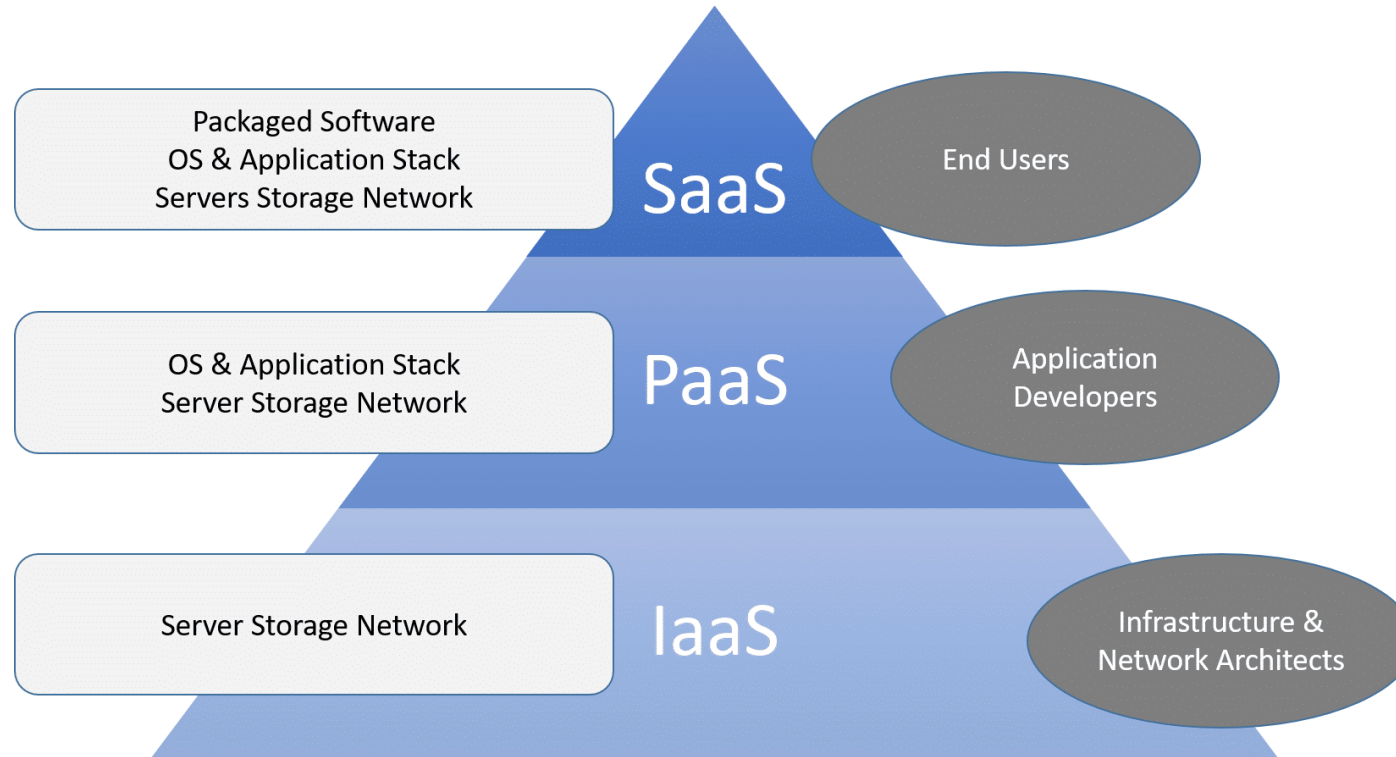 Packaged Software
OS & Application Stack
Servers Storage Network
SaaS
End Users
OS & Application Stack
Server Storage Network
PaaS
Application
Developers
Server Storage Network
IaaS
Infrastructure &
Network Architects